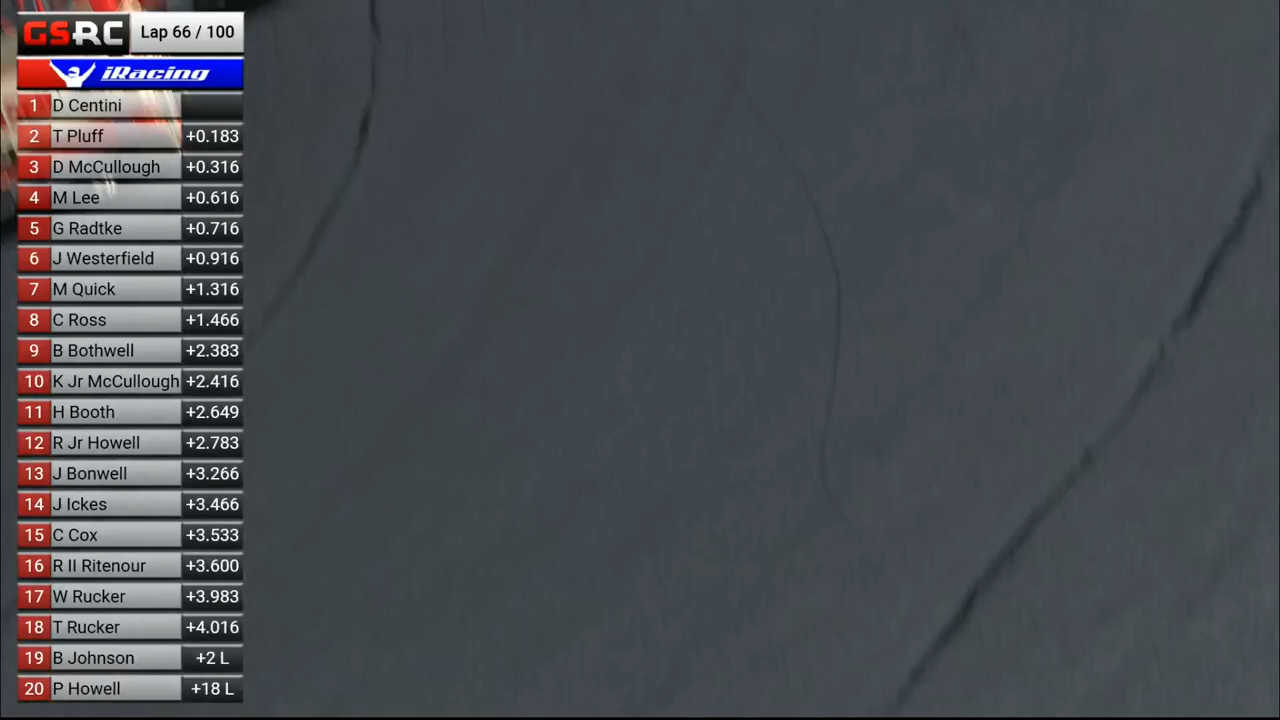 GSRC Lap 66 / 100
iRacing
1 D Centini
2 T Pluff +0.183
3 D McCullough +0.316
4 M Lee +0.616
5 G Radtke +0.716
6 J Westerfield +0.916
7 M Quick +1.316
8 C Ross +1.466
9 B Bothwell +2.383
10 K Jr McCullough +2.416
11 H Booth +2.649
12 R Jr Howell +2.783
13 J Bonwell +3.266
14 J Ickes +3.466
15 C Cox +3.533
16 R II Ritenour +3.600
17 W Rucker +3.983
18 T Rucker +4.016
19 B Johnson +2 L
20 P Howell +18 L